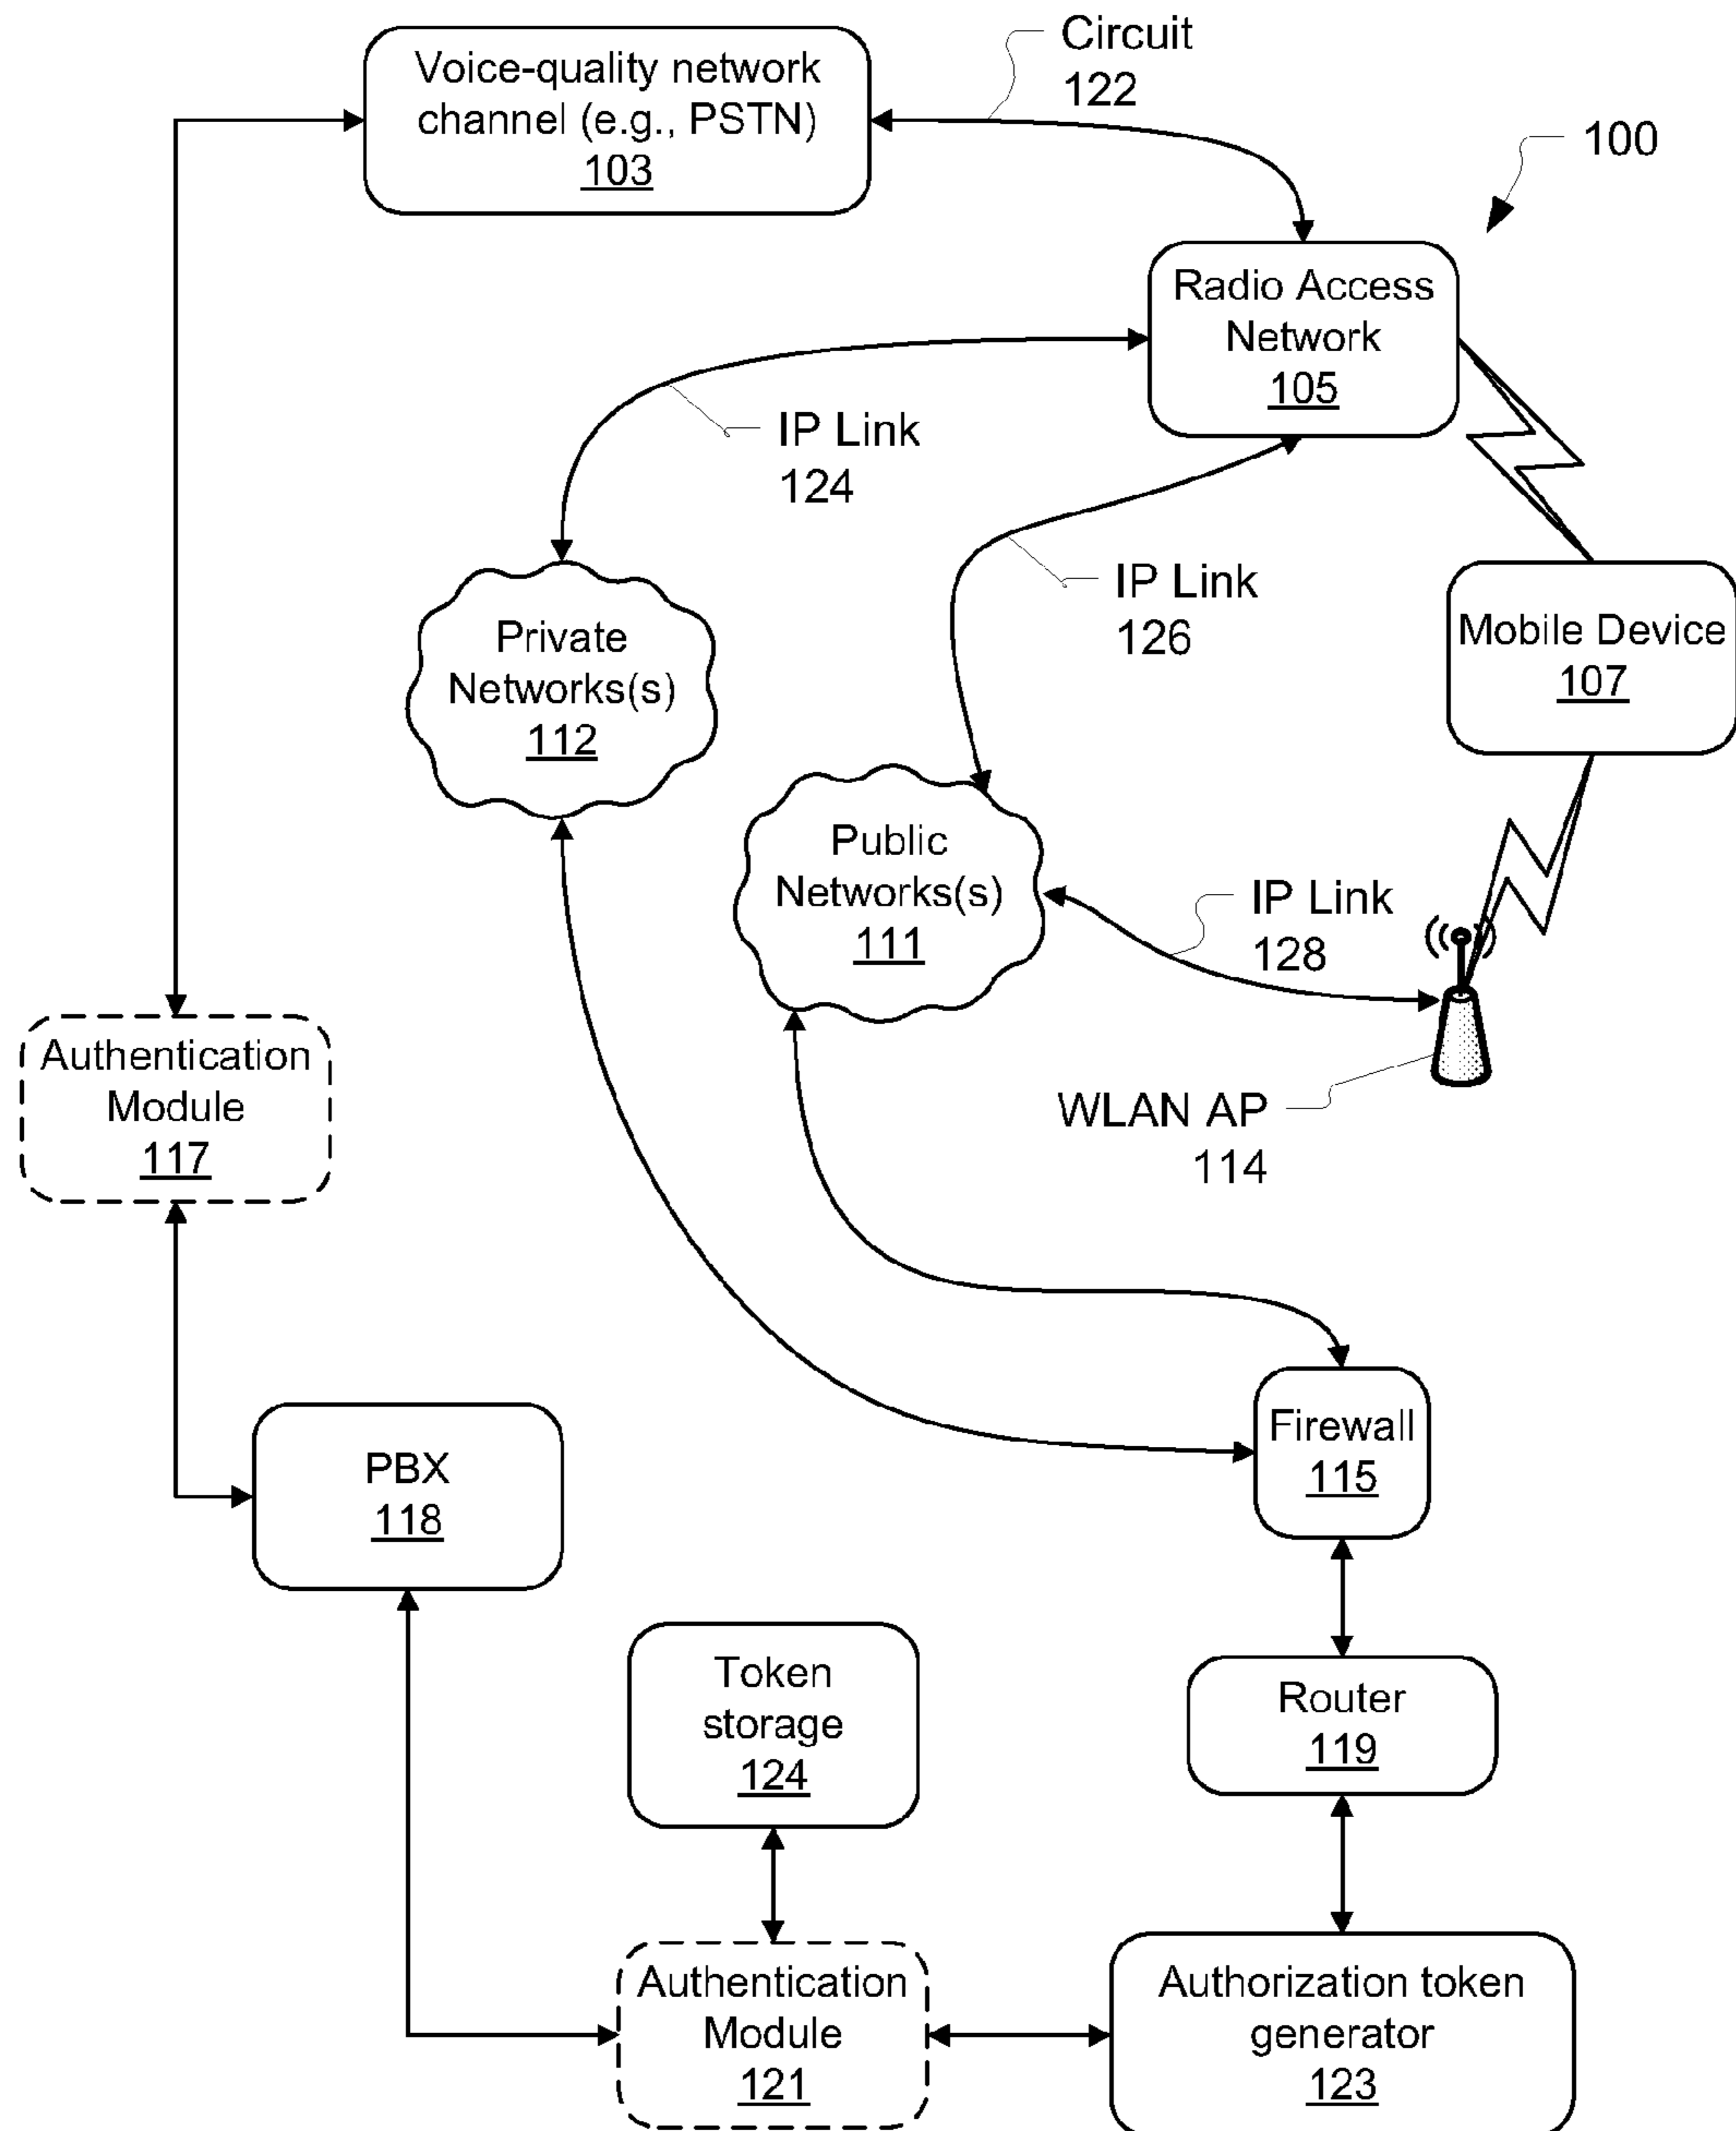 Circuit
122
Voice-quality network
channel (e.g., PSTN)
103
100
Radio Access
Network
105
IP Link
124
IP Link
126
Private
Networks(s)
112
Mobile Device
107
Public
Networks(s)
111
IP Link
128
Authentication
Module
117
WLAN AP
114
Firewall
115
PBX
118
Token
storage
124
Router
119
Authentication
Module
121
Authorization token
generator
123